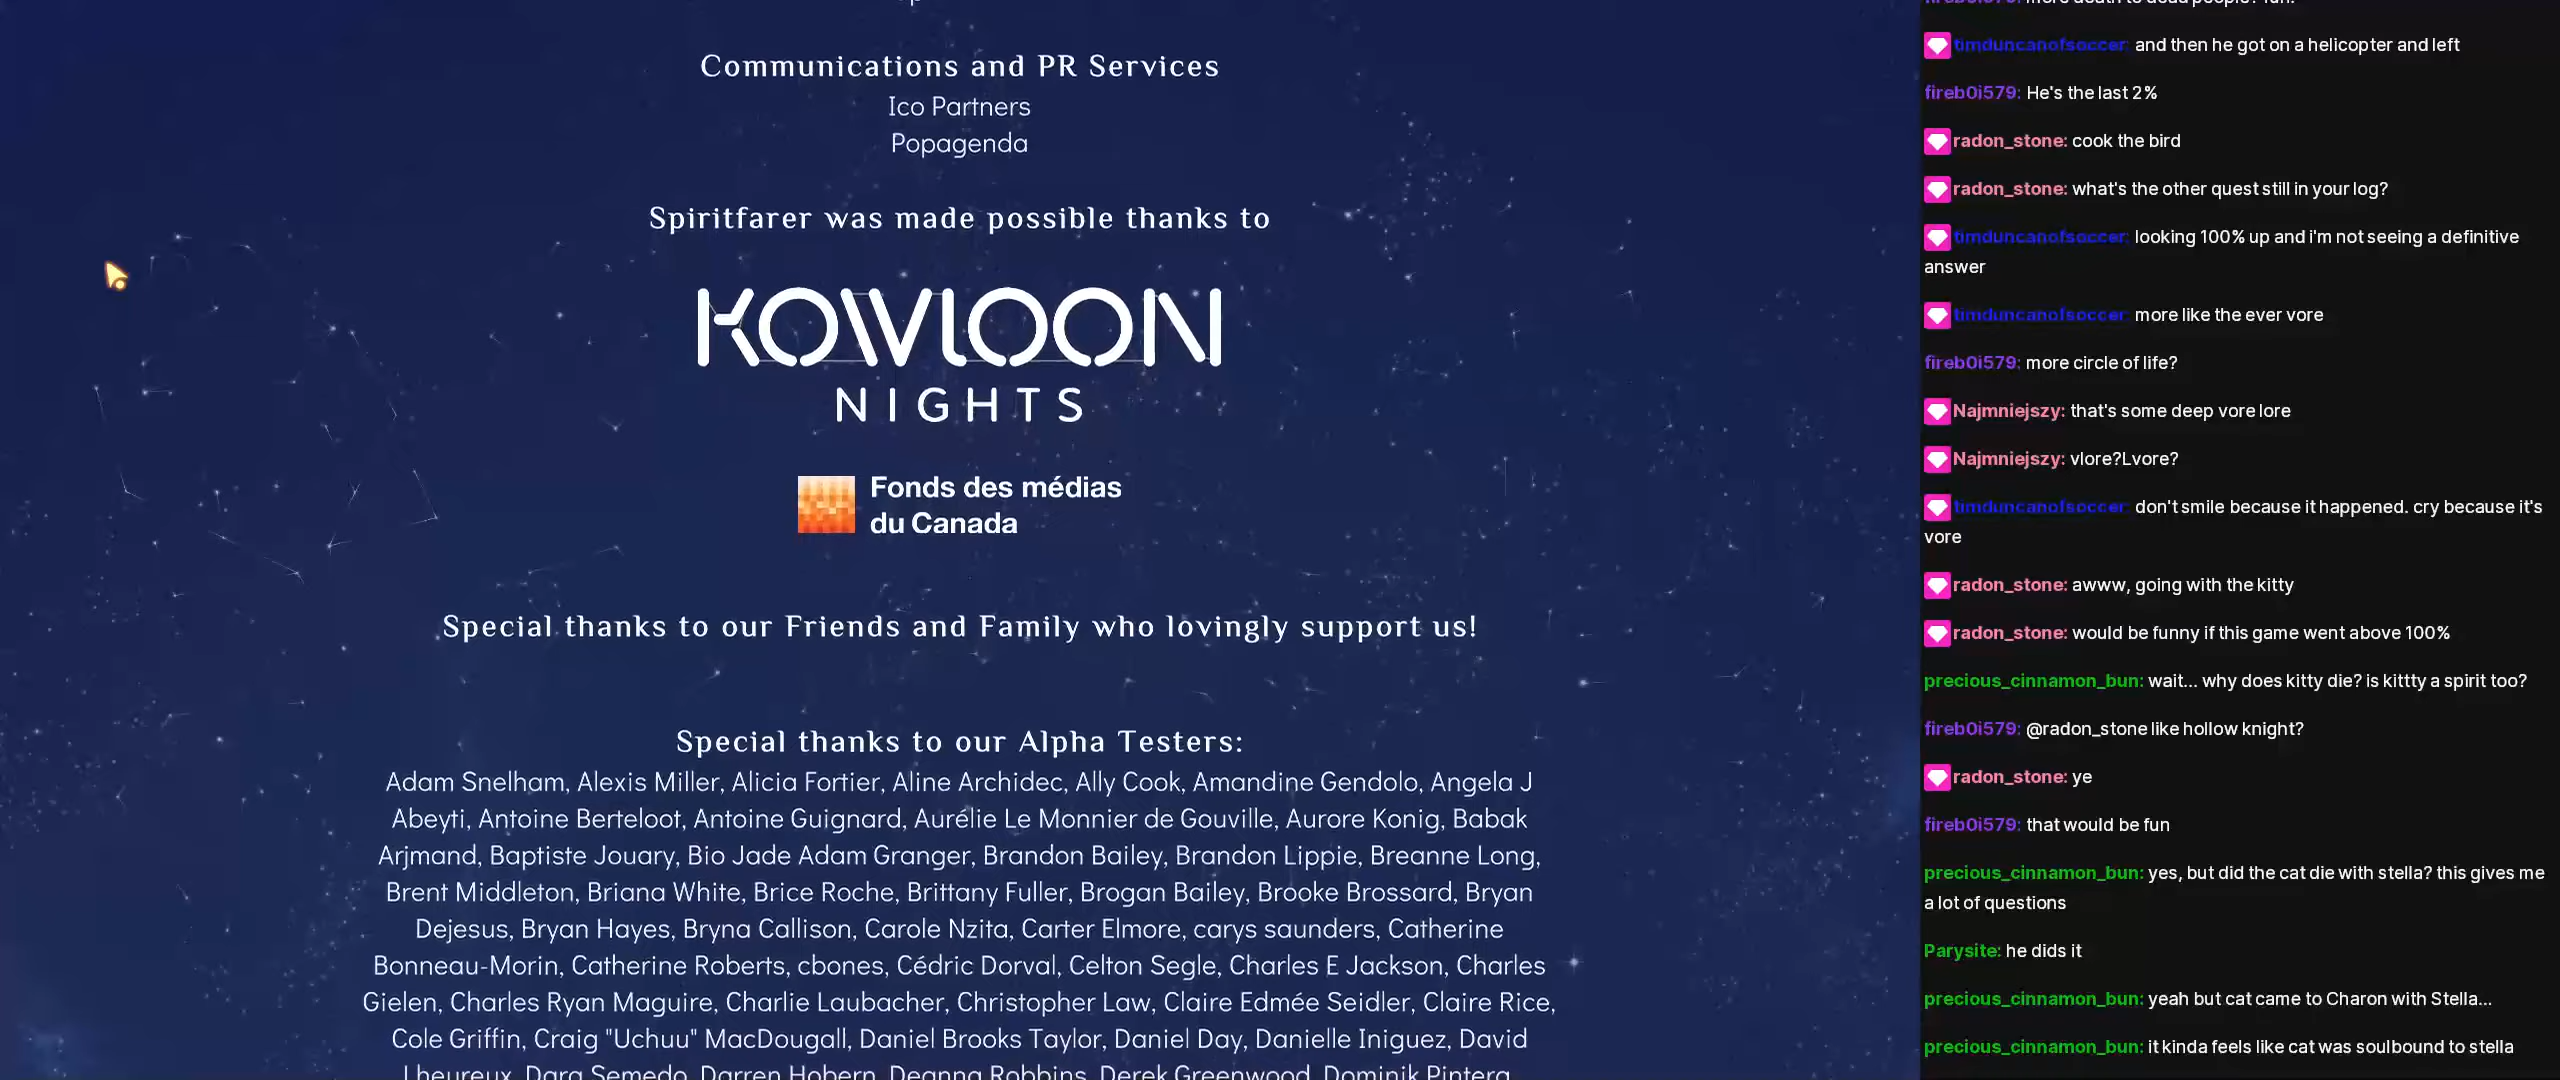 Communications and PR Services
Ico Partners
Popagenda
Spiritfarer was made possible thanks to
KOWLOON
NIGHTS
Fonds des médias
du Canada
Special thanks to our Friends and Family who lovingly support us!
Special thanks to our Alpha Testers:
Adam Snelham, Alexis Miller, Alicia Fortier, Aline Archidec, Ally Cook, Amandine Gendolo, Angela J
Abeyti, Antoine Berteloot, Antoine Guignard, Aurélie Le Monnier de Gouville, Aurore Konig, Babak
Arjmand, Baptiste Jouary, Bio Jade Adam Granger, Brandon Bailey, Brandon Lippie, Breanne Long,
Brent Middleton, Briana White, Brice Roche, Brittany Fuller, Brogan Bailey, Brooke Brossard, Bryan
Dejesus, Bryan Hayes, Bryna Callison, Carole Nzita, Carter Elmore, carys saunders, Catherine
Bonneau-Morin, Catherine Roberts, cbones, Cédric Dorval, Celton Segle, Charles E Jackson, Charles
Gielen, Charles Ryan Maguire, Charlie Laubacher, Christopher Law, Claire Edmée Seidler, Claire Rice,
Cole Griffin, Craig "Uchuu" MacDougall, Daniel Brooks Taylor, Daniel Day, Danielle Iniguez, David
Lheureux, Dara Semedo, Darren Hobern, Deanna Robbins, Derek Greenwood, Dominik Pintera,
timduncanofsoccer: and then he got on a helicopter and left
fireb0i579: He's the last 2%
radon_stone: cook the bird
radon_stone: what's the other quest still in your log?
timduncanofsoccer: looking 100% up and i'm not seeing a definitive
answer
timduncanofsoccer: more like the ever vore
fireb0i579: more circle of life?
Najmniejszy: that's some deep vore lore
Najmniejszy: vlore?Lvore?
timduncanofsoccer: don't smile because it happened. cry because it's
vore
radon_stone: awww, going with the kitty
radon_stone: would be funny if this game went above 100%
precious_cinnamon_bun: wait... why does kitty die? is kittty a spirit too?
fireb0i579: @radon_stone like hollow knight?
radon_stone: ye
fireb0i579: that would be fun
precious_cinnamon_bun: yes, but did the cat die with stella? this gives me
a lot of questions
Parysite: he dids it
precious_cinnamon_bun: yeah but cat came to Charon with Stella...
precious_cinnamon_bun: it kinda feels like cat was soulbound to stella